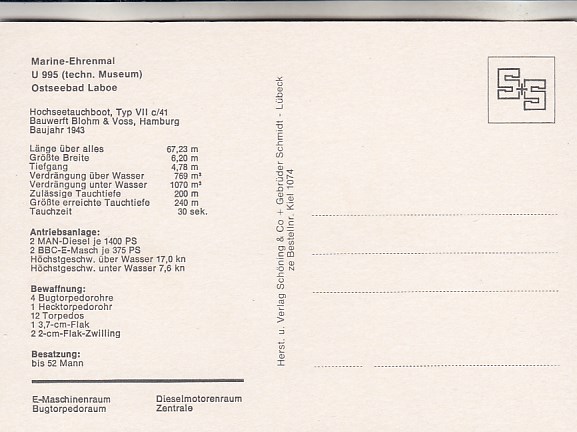 Marine-Ehrenmal
U 995 (techn. Museum)
Ostseebad Laboe
Hochseetauchboot, Typ VII c/41
Bauwerft Blohm & Voss, Hamburg
Baujahr 1943
Länge über alles 67,23 m
Größte Breite 6,20 m
Tiefgang 4,78 m
Verdrängung über Wasser 769 m³
Verdrängung unter Wasser 1070 m³
Zulässige Tauchtiefe 200 m
Größte erreichte Tauchtiefe 240 m
Tauchzeit 30 sek.
Antriebsanlage:
2 MAN-Diesel je 1400 PS
2 BBC-E-Masch je 375 PS
Höchstgeschw. über Wasser 17,0 kn
Höchstgeschw. unter Wasser 7,6 kn
Bewaffnung:
4 Bugtorpedorohre
1 Hecktorpedorohr
12 Torpedos
1 3,7-cm-Flak
2 2-cm-Flak-Zwilling
Besatzung:
bis 52 Mann
E-Maschinenraum Dieselmotorenraum
Bugtorpedoraum Zentrale
Herst. u. Verlag Schöning & Co + Gebrüder Schmidt - Lübeck
ze Bestellnr. Kiel 1074
S+S